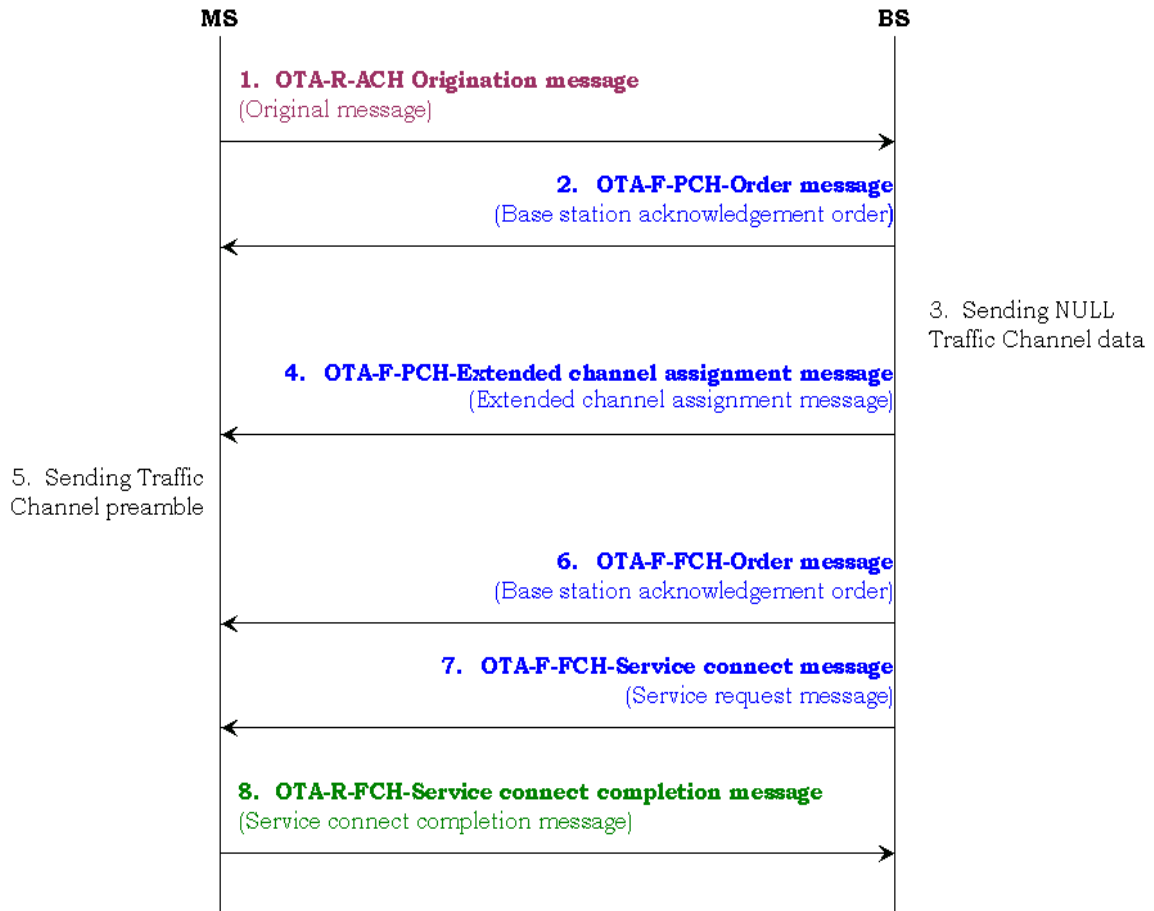 MS
BS
1. OTA-R-ACH Origination message
(Original message)
2. OTA-F-PCH-Order message
(Base station acknowledgement order)
3. Sending NULL
Traffic Channel data
4. OTA-F-PCH-Extended channel assignment message
(Extended channel assignment message)
5. Sending Traffic
Channel preamble
6. OTA-F-FCH-Order message
(Base station acknowledgement order)
7. OTA-F-FCH-Service connect message
(Service request message)
8. OTA-R-FCH-Service connect completion message
(Service connect completion message)